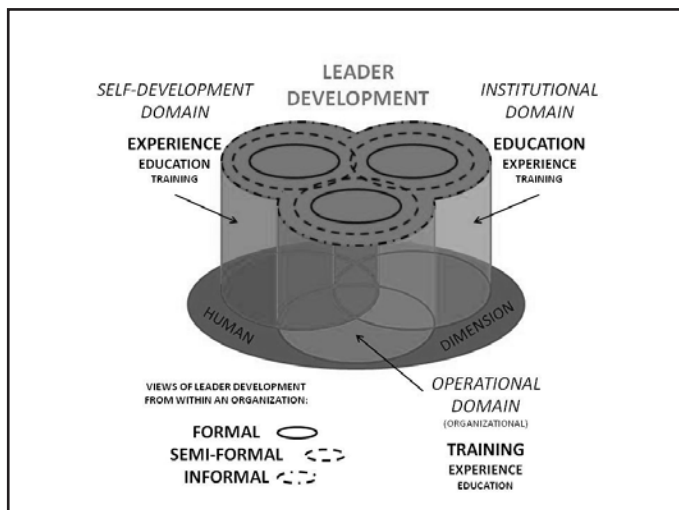 LEADER
DEVELOPMENT
SELF-DEVELOPMENT
DOMAIN
EXPERIENCE
EDUCATION
TRAINING
INSTITUTIONAL
DOMAIN
EDUCATION
EXPERIENCE
TRAINING
HUMAN
DIMENSION
OPERATIONAL
DOMAIN
(ORGANIZATIONAL)
TRAINING
EXPERIENCE
EDUCATION
VIEWS OF LEADER DEVELOPMENT
FROM WITHIN AN ORGANIZATION:
FORMAL
SEMI-FORMAL
INFORMAL